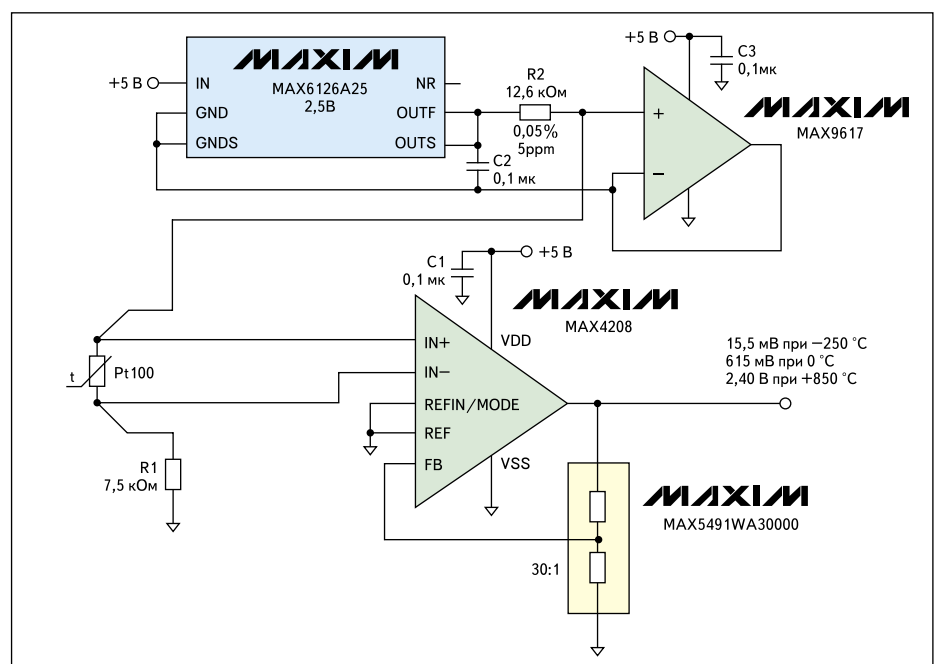 MAXIM
MAX6126A25
2,5В
+5 В
IN
GND
GNDS
NR
OUTF
OUTS
R2
12,6 кОм
0,05%
5ppm
C2
0,1 мк
+5 В
C3
0,1мк
+
−
MAXIM
MAX9617
C1
0,1 мк
+5 В
MAXIM
MAX4208
VDD
IN+
IN−
REFIN/MODE
REF
FB
VSS
t
Pt100
R1
7,5 кОм
15,5 мВ при −250 °C
615 мВ при 0 °C
2,40 В при +850 °C
MAXIM
MAX5491WA30000
30:1